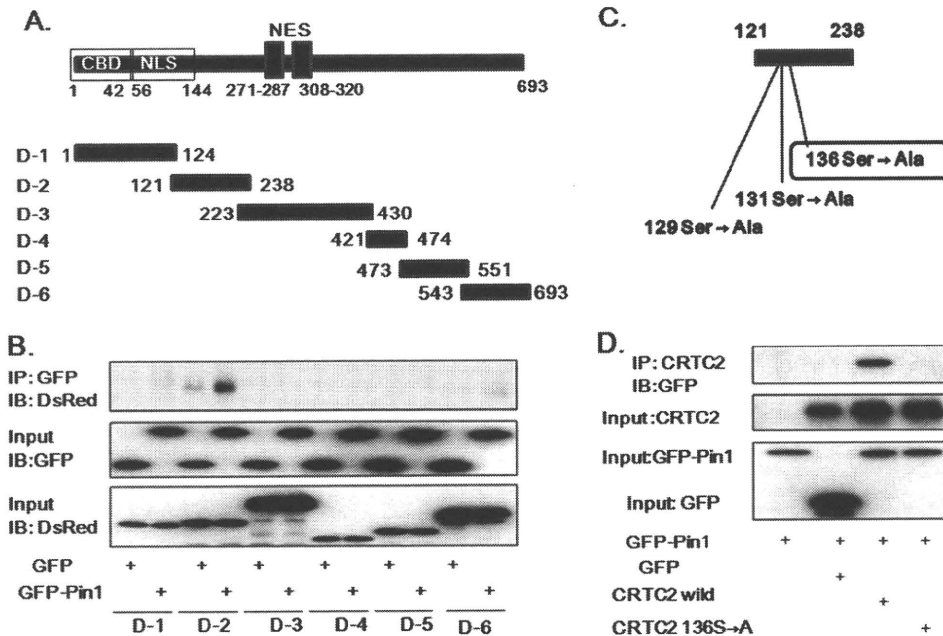 A.
NES
CBD NLS
1 42 56 144 271-287 308-320 693
D-1 1 124
D-2 121 238
D-3 223 430
D-4 421 474
D-5 473 551
D-6 543 693
B.
IP: GFP
IB: DsRed
Input
IB: GFP
Input
IB: DsRed
GFP + + + + + +
GFP-Pin1 + + + + + +
D-1 D-2 D-3 D-4 D-5 D-6
C.
121 238
136 Ser→Ala
131 Ser→Ala
129 Ser→Ala
D.
IP: CRTC2
IB: GFP
Input: CRTC2
Input: GFP-Pin1
Input: GFP
GFP-Pin1 + + + +
GFP +
CRTC2 wild +
CRTC2 136S→A +